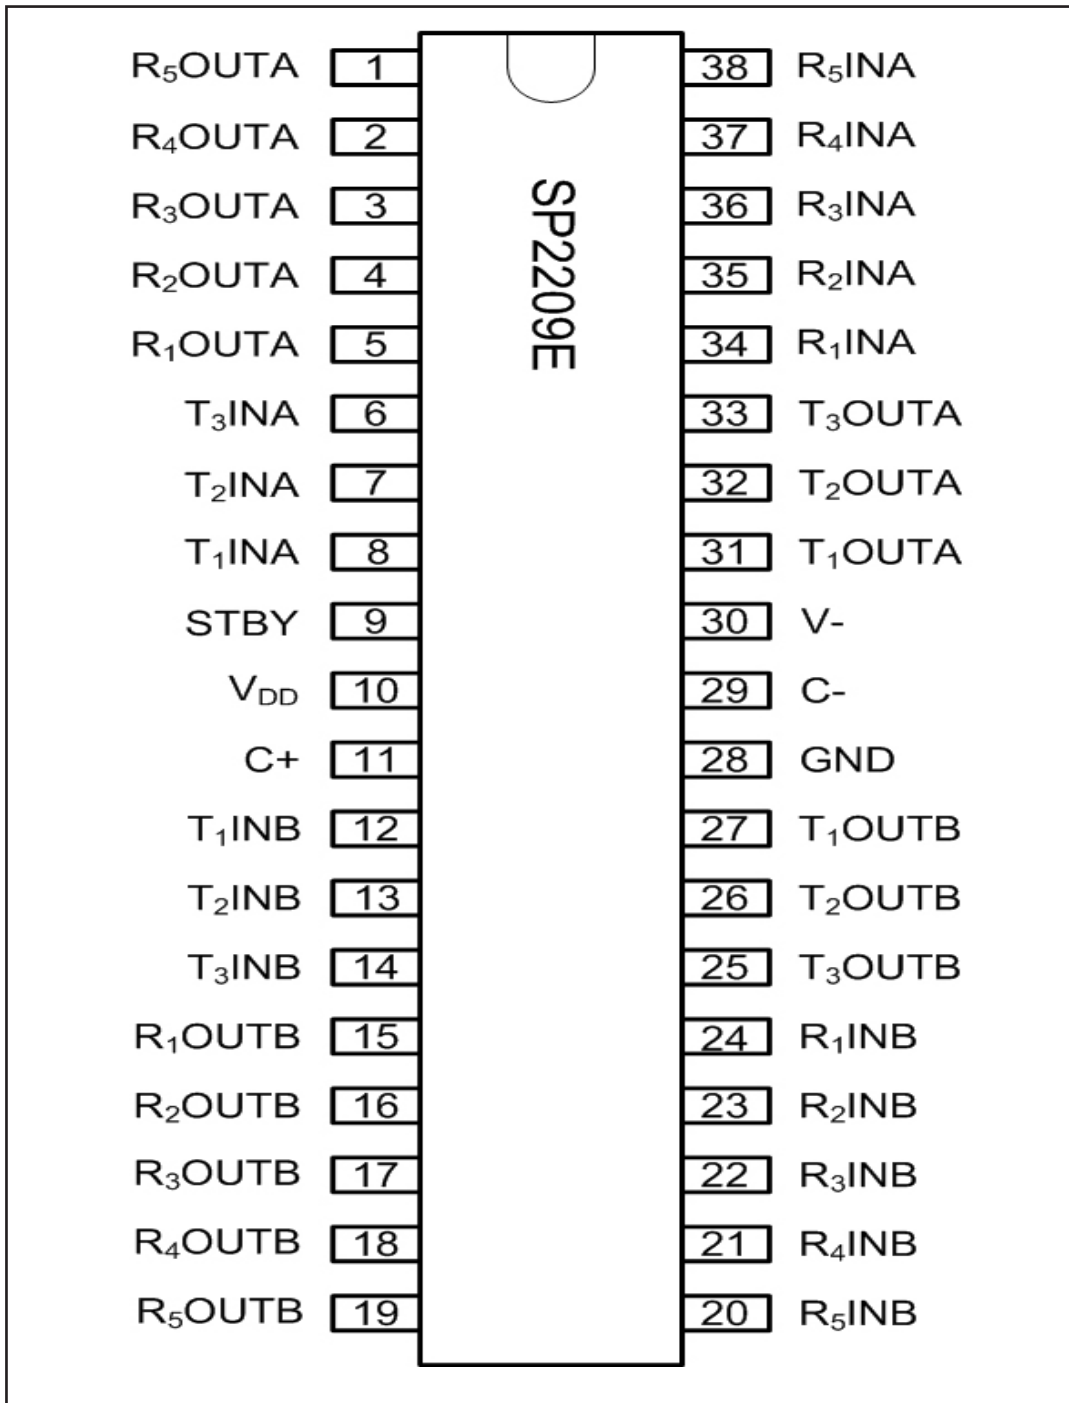 R₅OUTA 1 38 R₅INA
R₄OUTA 2 37 R₄INA
R₃OUTA 3 36 R₃INA
R₂OUTA 4 35 R₂INA
R₁OUTA 5 34 R₁INA
T₃INA 6 33 T₃OUTA
T₂INA 7 32 T₂OUTA
T₁INA 8 31 T₁OUTA
STBY 9 30 V-
V_DD 10 29 C-
C+ 11 28 GND
T₁INB 12 27 T₁OUTB
T₂INB 13 26 T₂OUTB
T₃INB 14 25 T₃OUTB
R₁OUTB 15 24 R₁INB
R₂OUTB 16 23 R₂INB
R₃OUTB 17 22 R₃INB
R₄OUTB 18 21 R₄INB
R₅OUTB 19 20 R₅INB
SP2209E